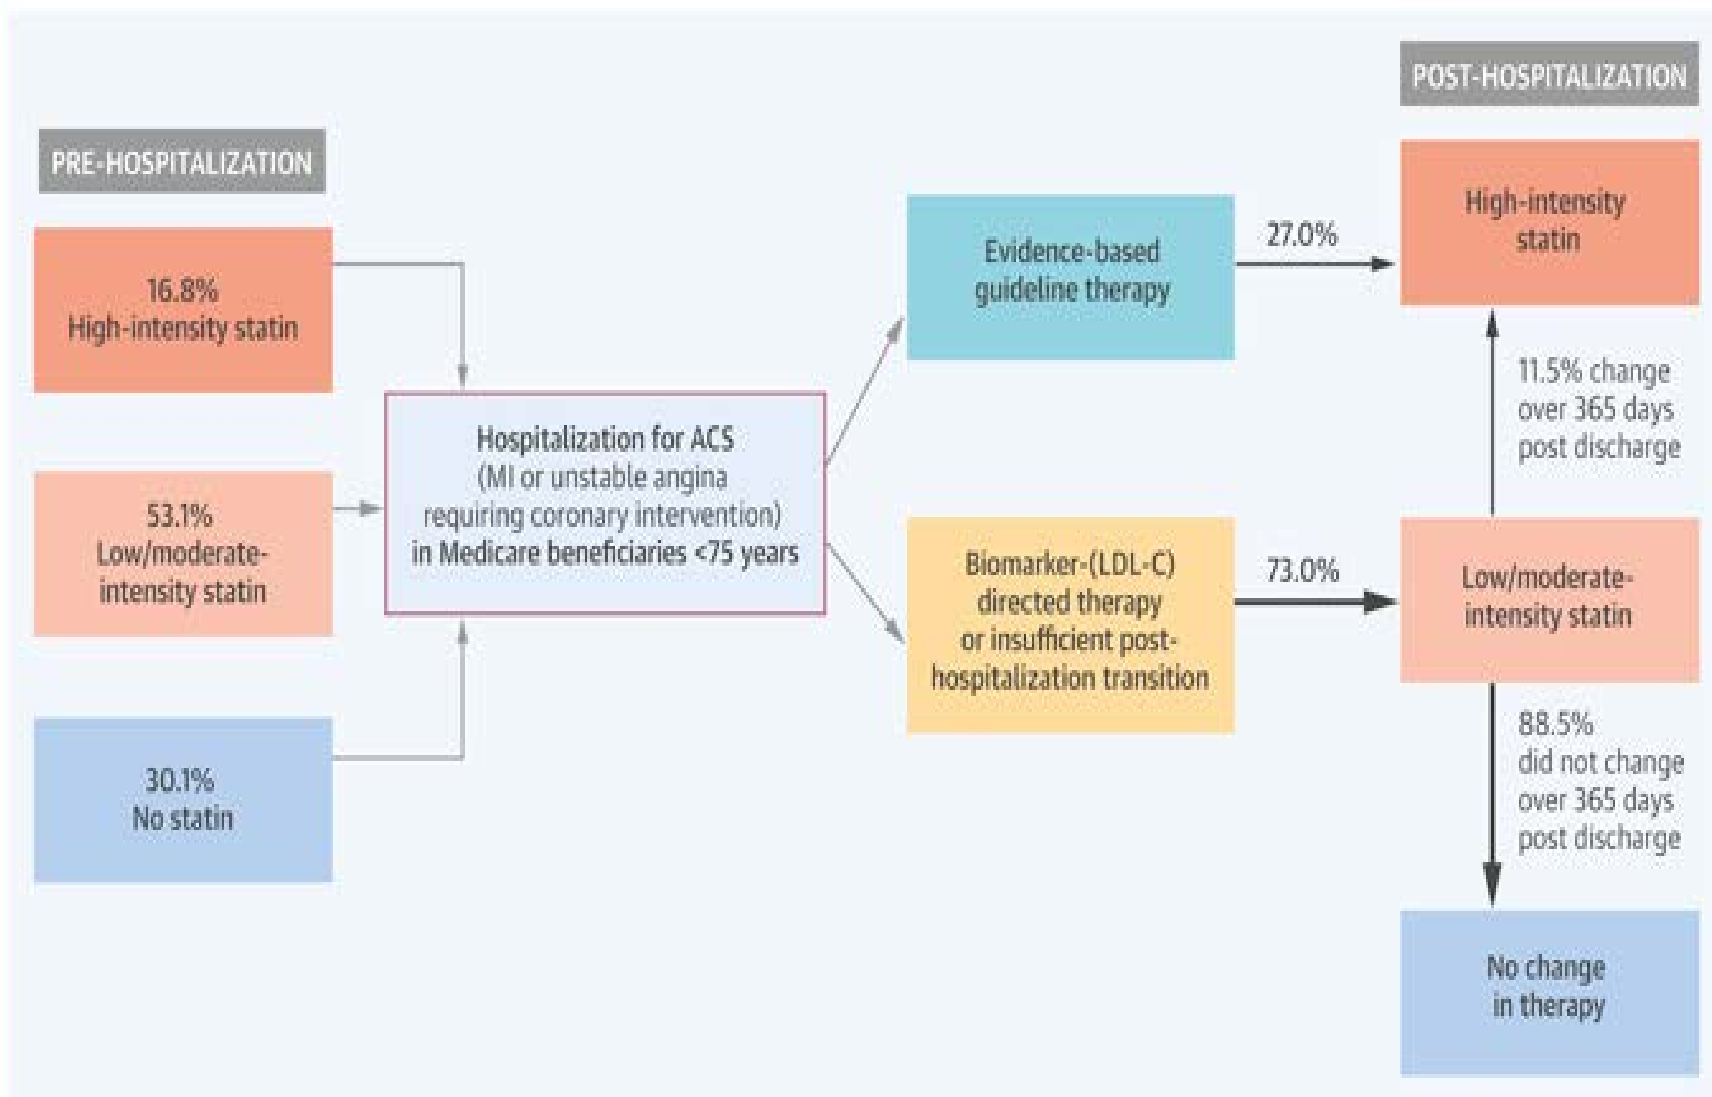 PRE-HOSPITALIZATION
16.8%
High-intensity statin
53.1%
Low/moderate-
intensity statin
30.1%
No statin
Hospitalization for ACS
(MI or unstable angina
requiring coronary intervention)
in Medicare beneficiaries <75 years
Evidence-based
guideline therapy
27.0%
Biomarker-(LDL-C)
directed therapy
or insufficient post-
hospitalization transition
73.0%
POST-HOSPITALIZATION
High-intensity
statin
11.5% change
over 365 days
post discharge
Low/moderate-
intensity statin
88.5%
did not change
over 365 days
post discharge
No change
in therapy